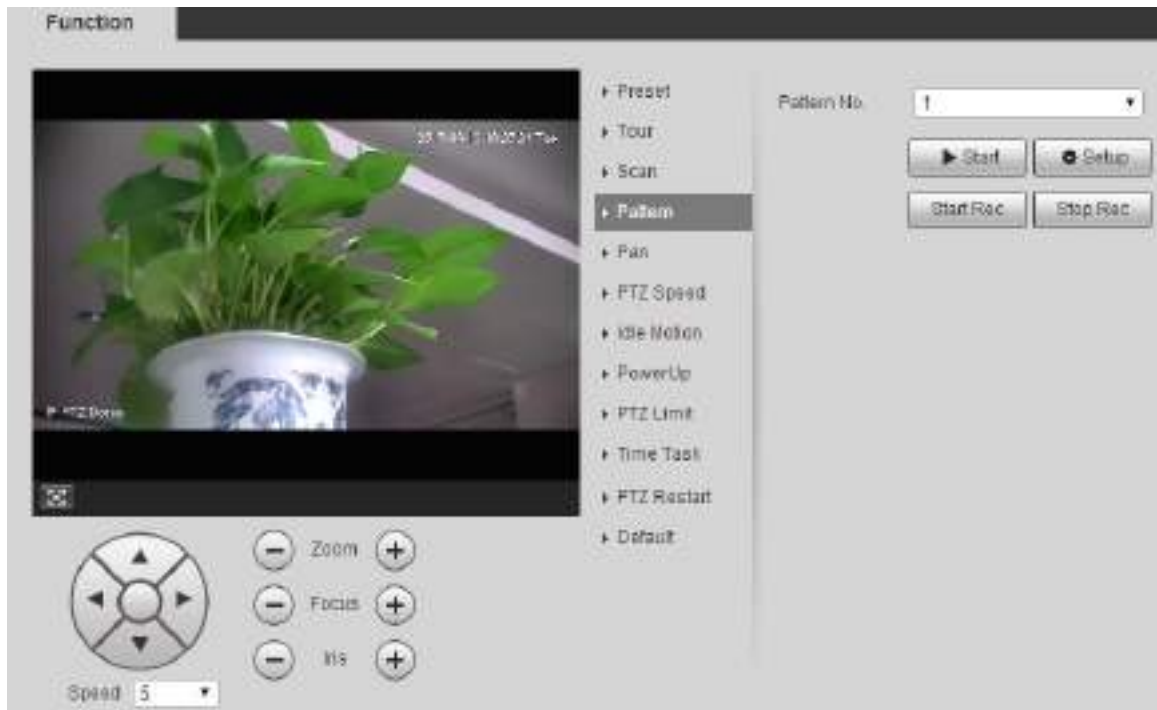 Function
Preset
Tour
Scan
Pattern
Pan
PTZ Speed
Idle Motion
PowerUp
PTZ Limit
Time Task
PTZ Restart
Default
Pattern No.
1
Start
Setup
Start Rec
Stop Rec
Zoom
Focus
Iris
Speed
5